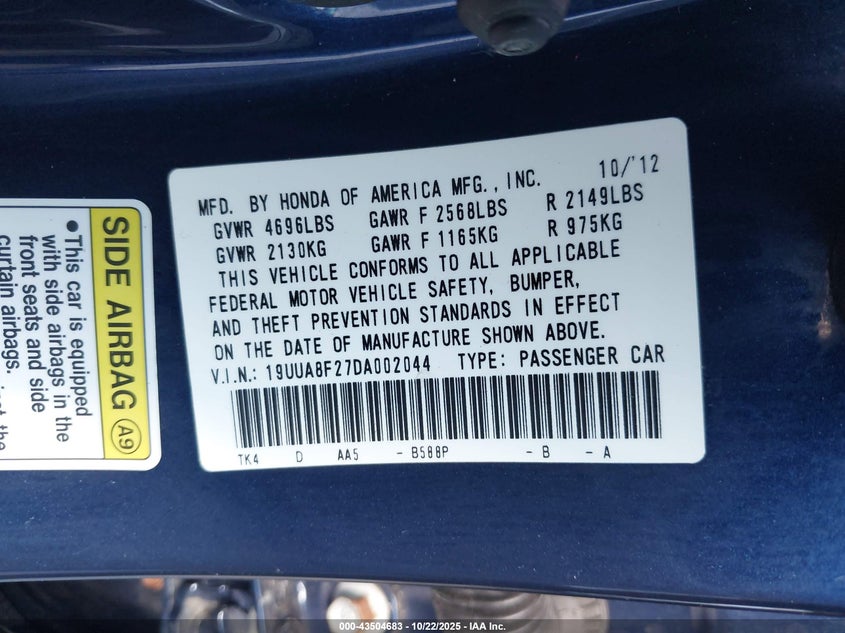 MFD. BY HONDA OF AMERICA MFG., INC. 10/'12
GVWR 4696LBS GAWR F 2568LBS R 2149LBS
GVWR 2130KG GAWR F 1165KG R 975KG
THIS VEHICLE CONFORMS TO ALL APPLICABLE
FEDERAL MOTOR VEHICLE SAFETY, BUMPER,
AND THEFT PREVENTION STANDARDS IN EFFECT
ON THE DATE OF MANUFACTURE SHOWN ABOVE.
V.I.N.: 19UUA8F27DA002044 TYPE: PASSENGER CAR
TK4 D AA5 - B588P - B - A
SIDE AIRBAG A9
•This car is equipped
with side airbags in the
front seats and side
curtain airbags.
000-43504683 - 10/22/2025 - IAA Inc.